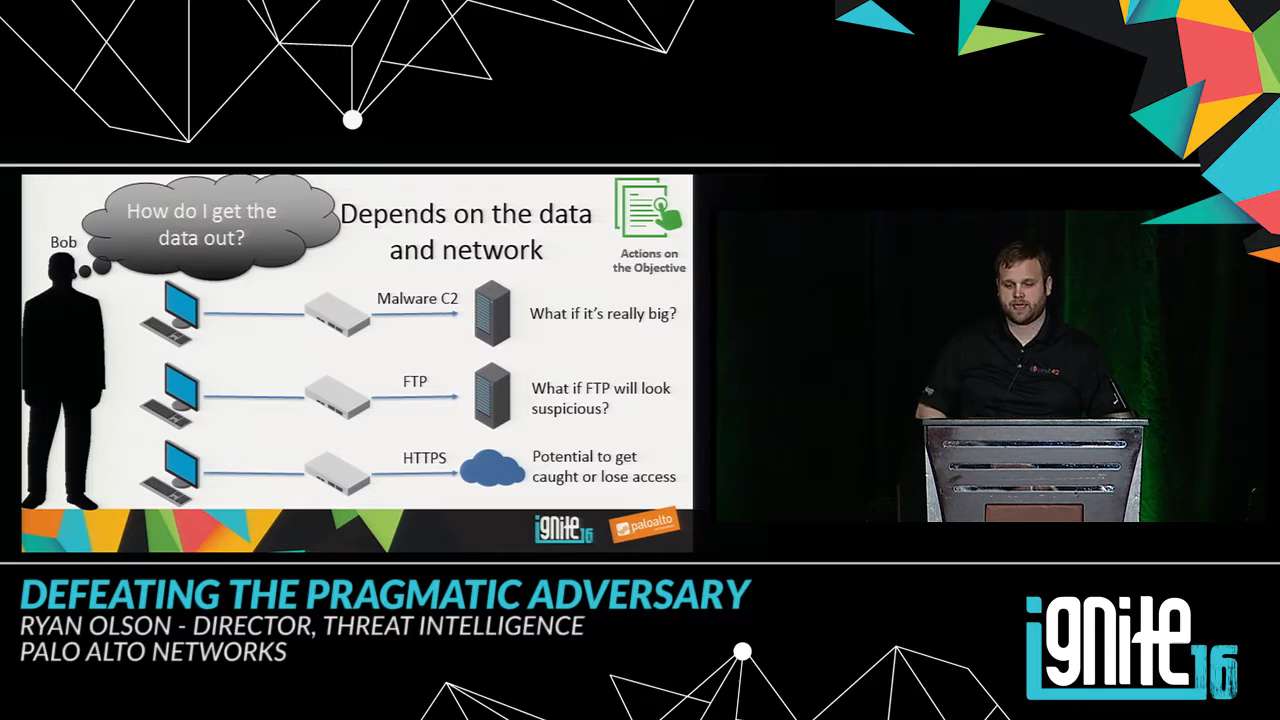 How do I get the
data out?
Depends on the data
and network
Bob
Actions on
the Objective
Malware C2
What if it's really big?
FTP
What if FTP will look
suspicious?
HTTPS
Potential to get
caught or lose access
ignite16
paloalto
DEFEATING THE PRAGMATIC ADVERSARY
RYAN OLSON - DIRECTOR, THREAT INTELLIGENCE
PALO ALTO NETWORKS
ignite16